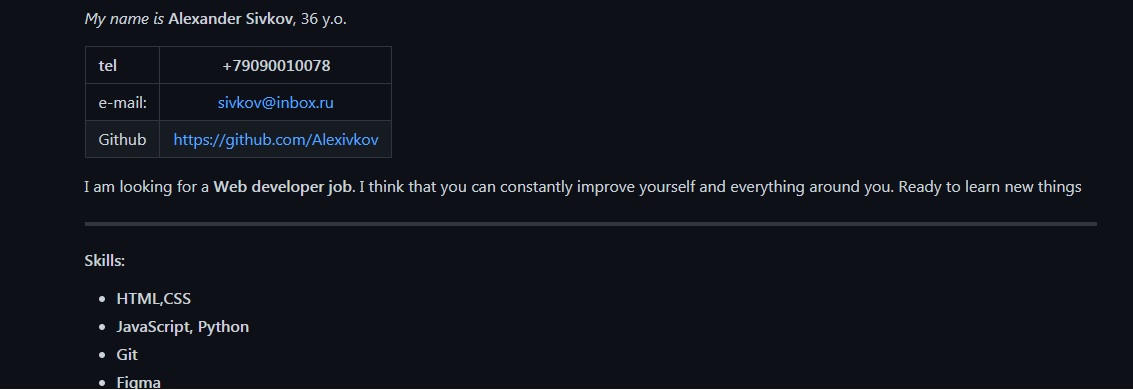 My name is Alexander Sivkov, 36 y.o.
tel +79090010078
e-mail: sivkov@inbox.ru
Github https://github.com/Alexivkov
I am looking for a Web developer job. I think that you can constantly improve yourself and everything around you. Ready to learn new things
Skills:
HTML,CSS
JavaScript, Python
Git
Figma